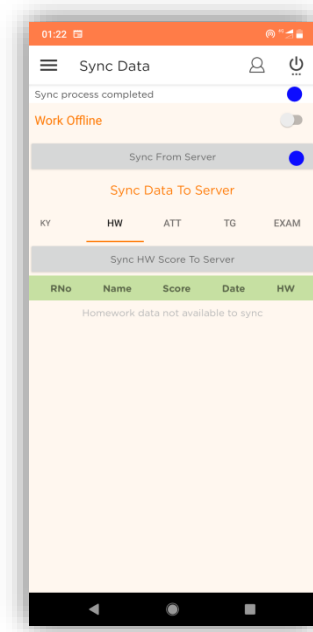 01:22
Sync Data
Sync process completed
Work Offline
Sync From Server
Sync Data To Server
KY HW ATT TG EXAM
Sync HW Score To Server
RNo Name Score Date HW
Homework data not available to sync